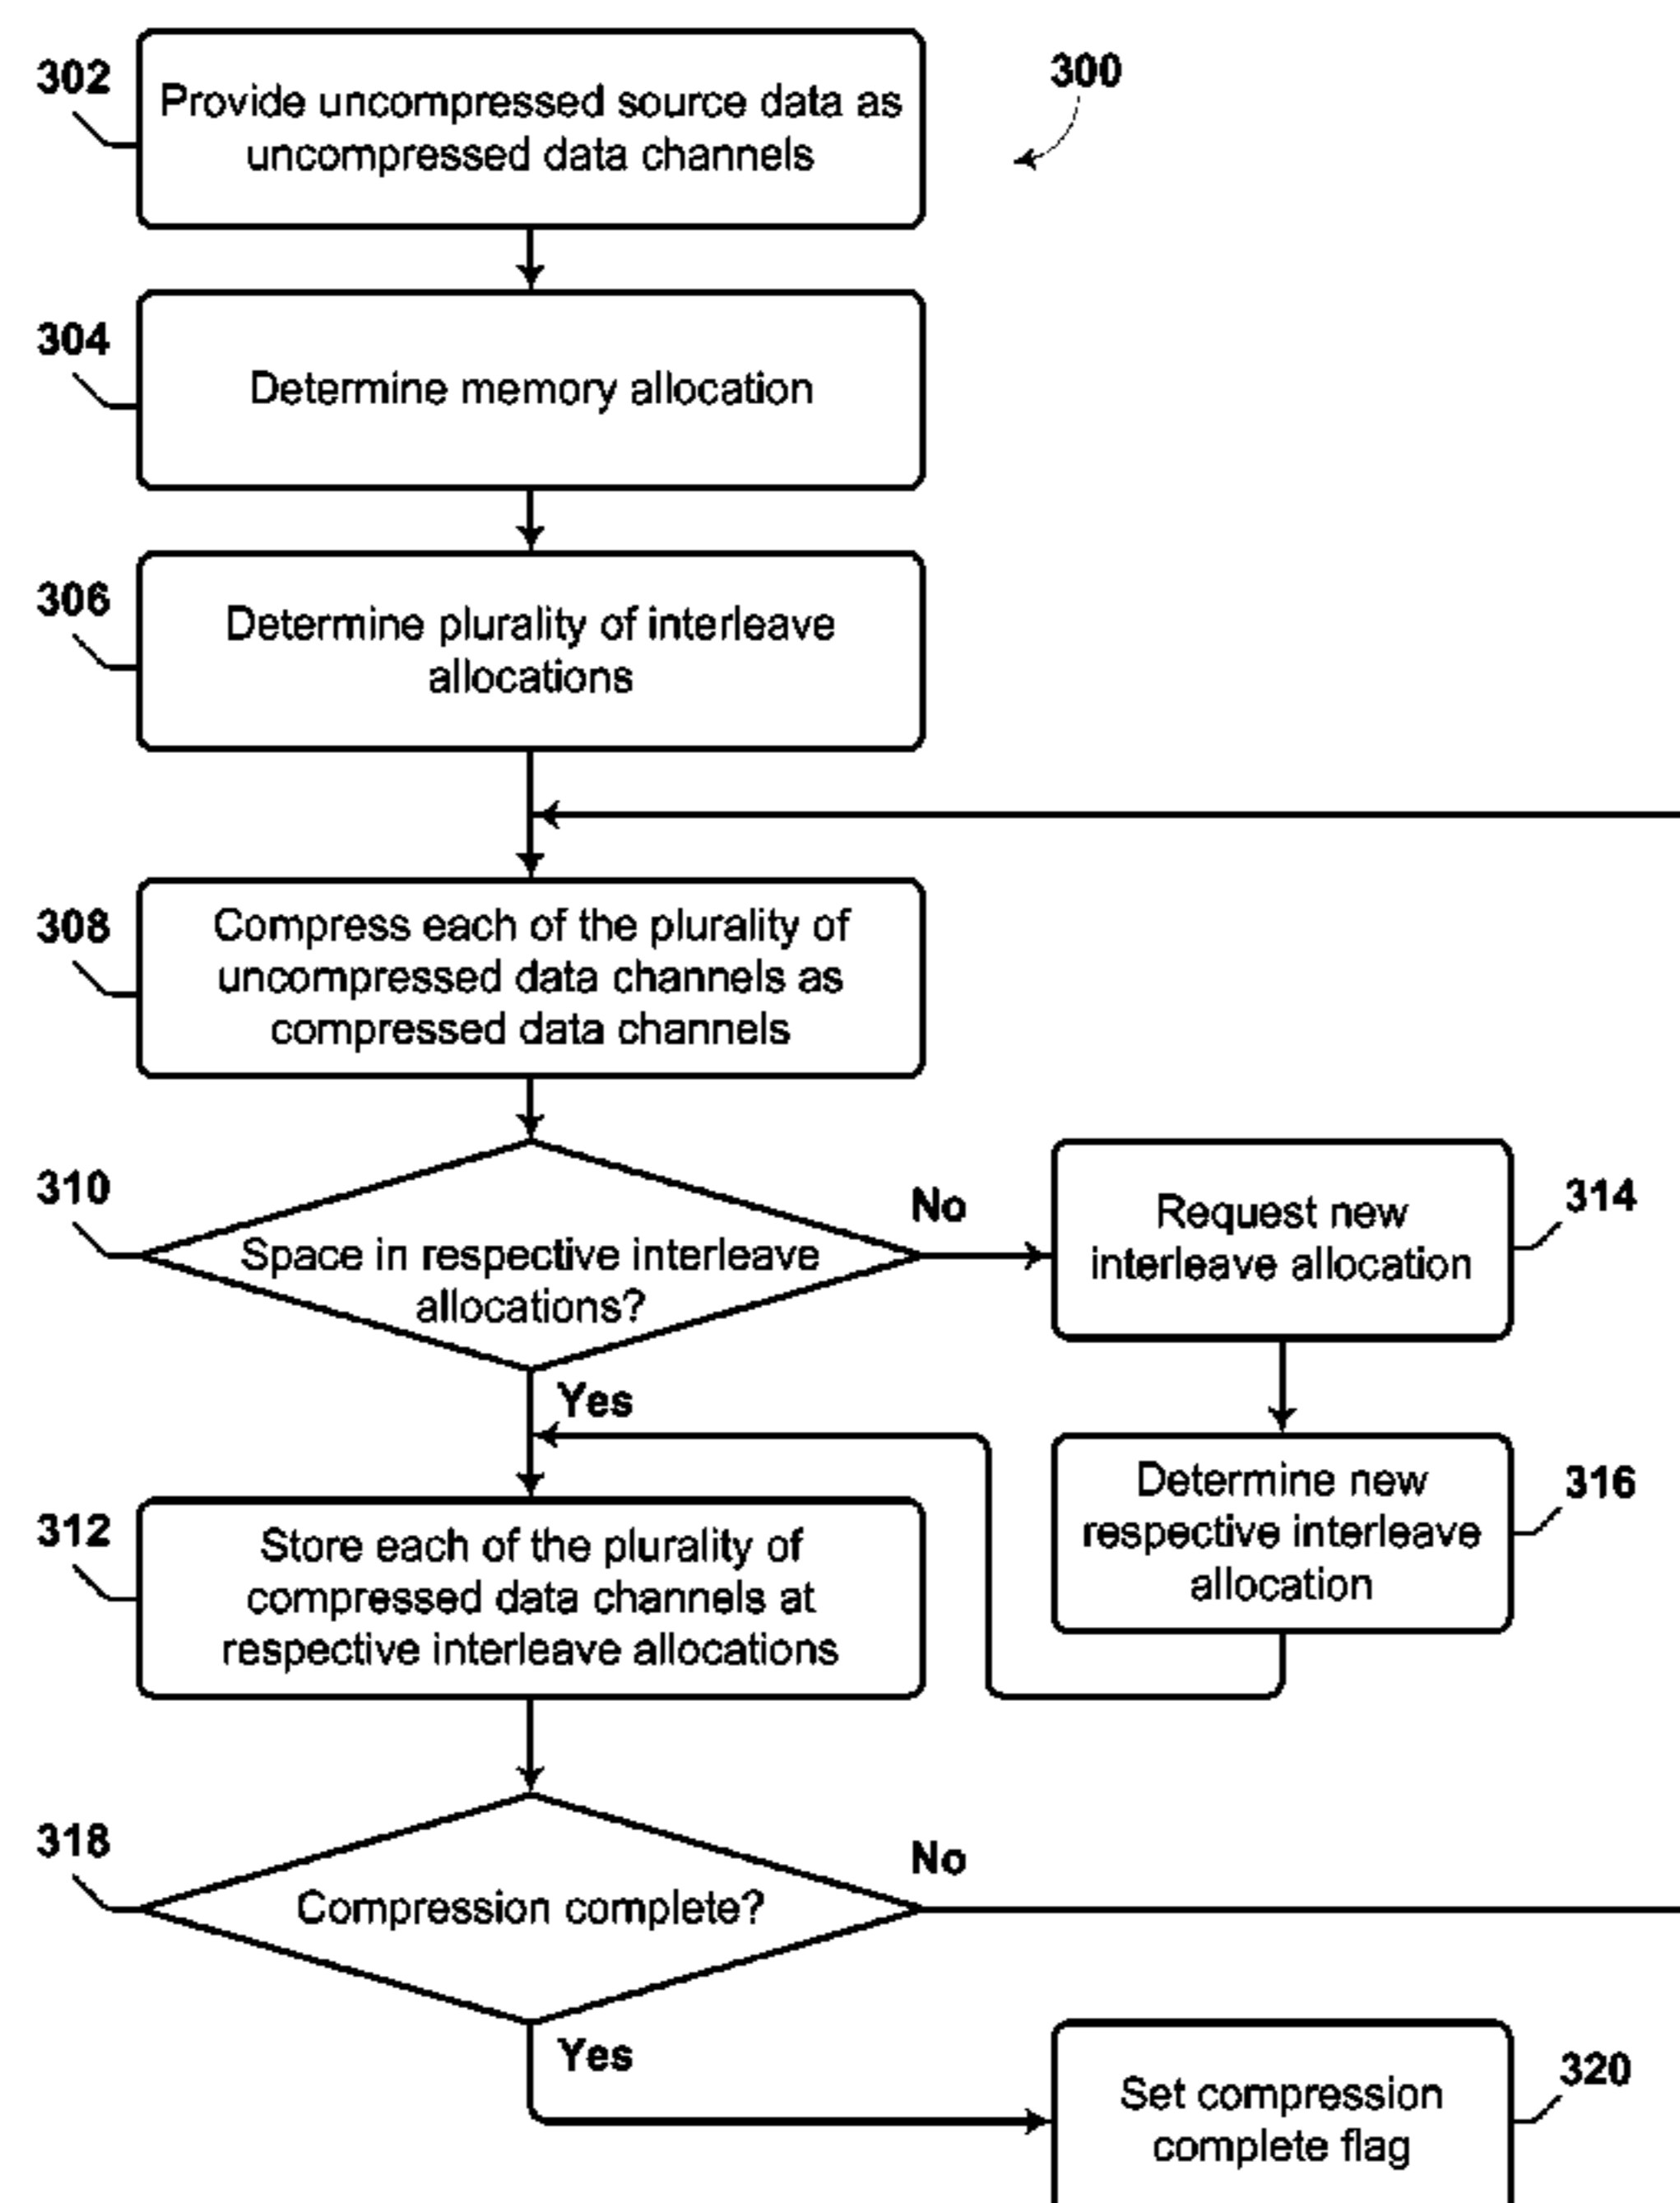 302
Provide uncompressed source data as
uncompressed data channels
300
304
Determine memory allocation
306
Determine plurality of interleave
allocations
308
Compress each of the plurality of
uncompressed data channels as
compressed data channels
310
Space in respective interleave
allocations?
No
Request new
interleave allocation
314
Yes
Determine new
respective interleave
allocation
316
312
Store each of the plurality of
compressed data channels at
respective interleave allocations
318
Compression complete?
No
Yes
Set compression
complete flag
320